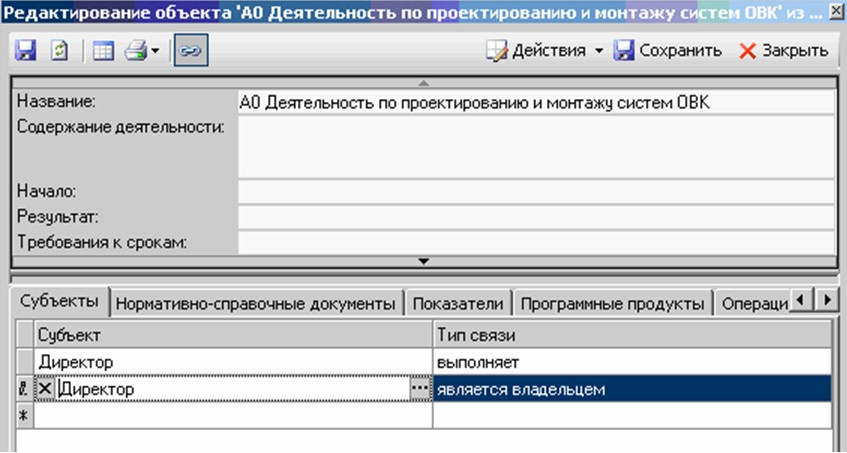 Редактирование объекта 'A0 Деятельность по проектированию и монтажу систем ОВК' из ...
Действия Сохранить Закрыть
Название: A0 Деятельность по проектированию и монтажу систем ОВК
Содержание деятельности:
Начало:
Результат:
Требования к срокам:
Субъекты Нормативно-справочные документы Показатели Программные продукты Операци
Субъект Тип связи
Директор выполняет
Директор ... является владельцем
*